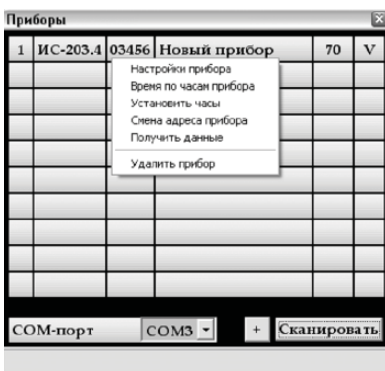 Приборы
1 ИС-203.4 03456 Новый прибор 70 V
Настройки прибора
Время по часам прибора
Установить часы
Смена адреса прибора
Получить данные
Удалить прибор
COM-порт COM3 + Сканировать